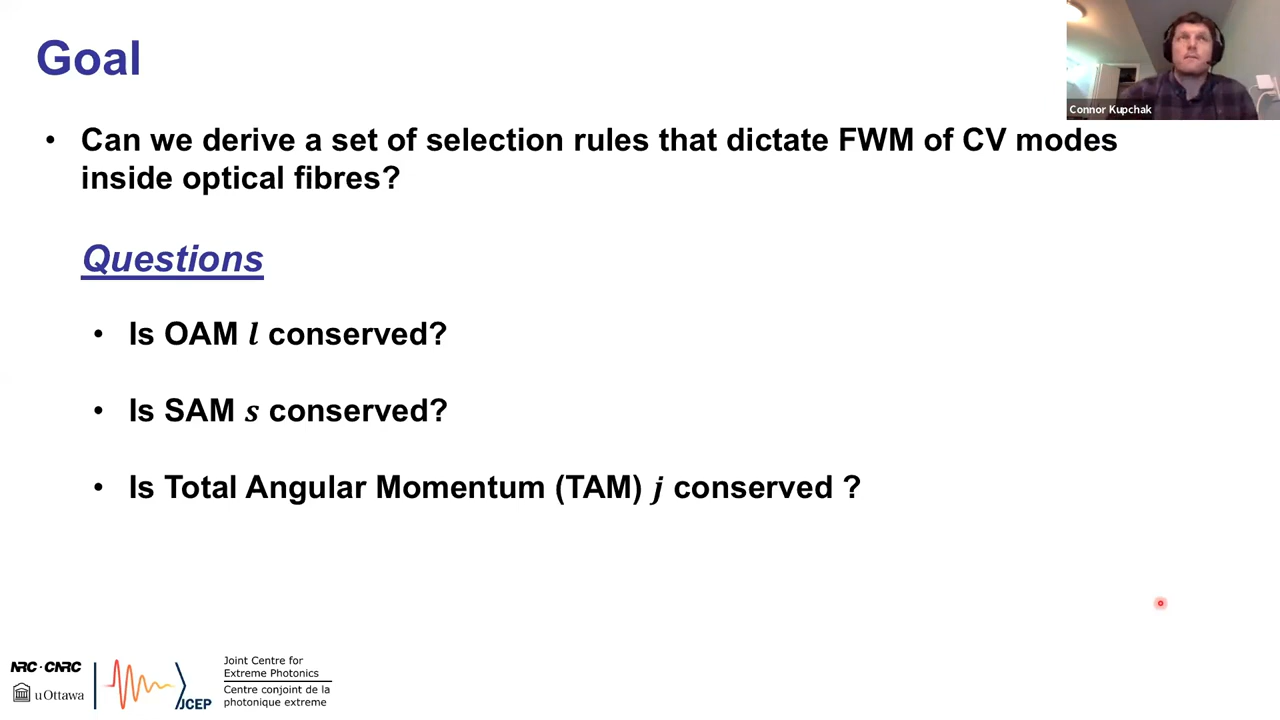 Goal
Connor Kupchak
• Can we derive a set of selection rules that dictate FWM of CV modes
inside optical fibres?
Questions
• Is OAM l conserved?
• Is SAM s conserved?
• Is Total Angular Momentum (TAM) j conserved ?
NRC·CNRC
uOttawa
JCEP
Joint Centre for
Extreme Photonics
Centre conjoint de la
photonique extreme